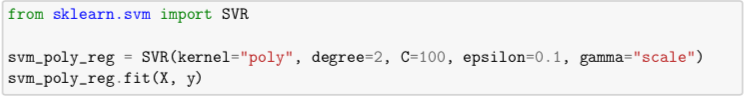 from sklearn.svm import SVR
svm_poly_reg = SVR(kernel="poly", degree=2, C=100, epsilon=0.1, gamma="scale")
svm_poly_reg.fit(X, y)